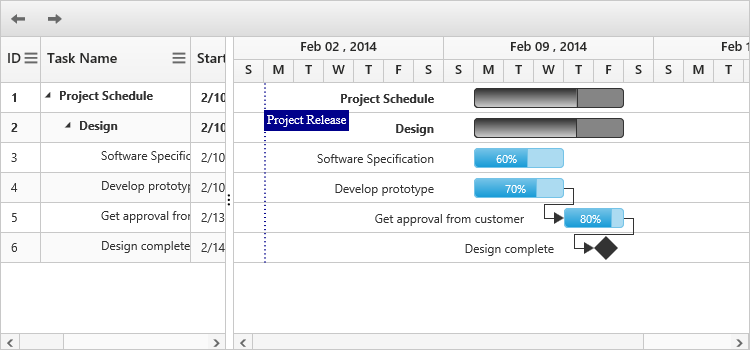 Feb 02 , 2014 Feb 09 , 2014 Feb 1
ID Task Name Start
S M T W T F S S M T W T F S S M T
1 Project Schedule 2/10 Project Schedule
Project Release
2 Design 2/10 Design
3 Software Specific 2/10 Software Specification 60%
4 Develop prototyp 2/10 Develop prototype 70%
5 Get approval from 2/13 Get approval from customer 80%
6 Design complete 2/14 Design complete